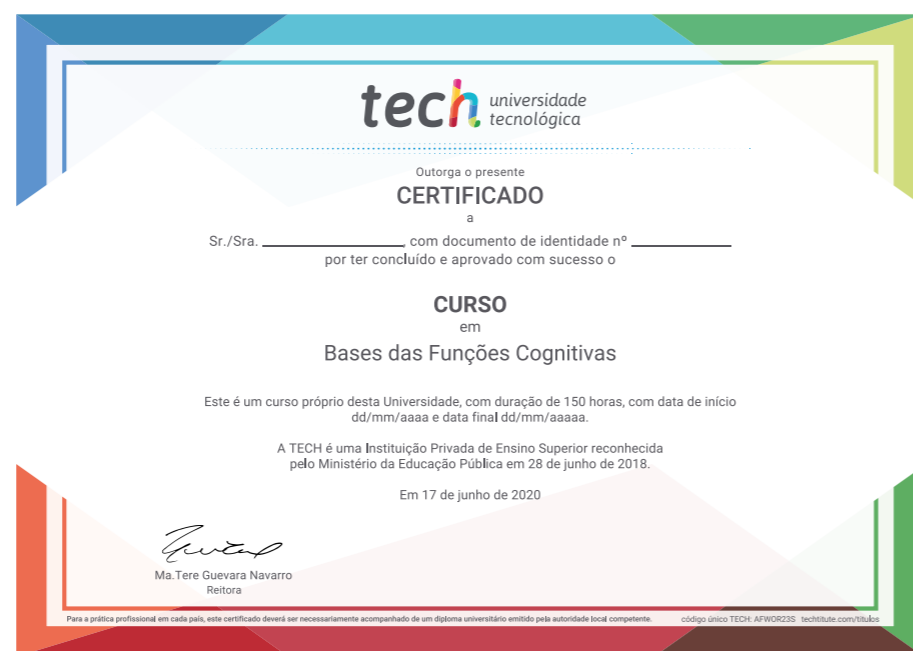 tech universidade
tecnológica
Outorga o presente
CERTIFICADO
a
Sr./Sra. ____________, com documento de identidade nº ____________
por ter concluído e aprovado com sucesso o
CURSO
em
Bases das Funções Cognitivas
Este é um curso próprio desta Universidade, com duração de 150 horas, com data de início
dd/mm/aaaa e data final dd/mm/aaaaa.
A TECH é uma Instituição Privada de Ensino Superior reconhecida
pelo Ministério da Educação Pública em 28 de junho de 2018.
Em 17 de junho de 2020
Ma.Tere Guevara Navarro
Reitora
Para a prática profissional em cada país, este certificado deverá ser necessariamente acompanhado de um diploma universitário emitido pela autoridade local competente. código único TECH: AFWOR23S techtitute.com/titulos